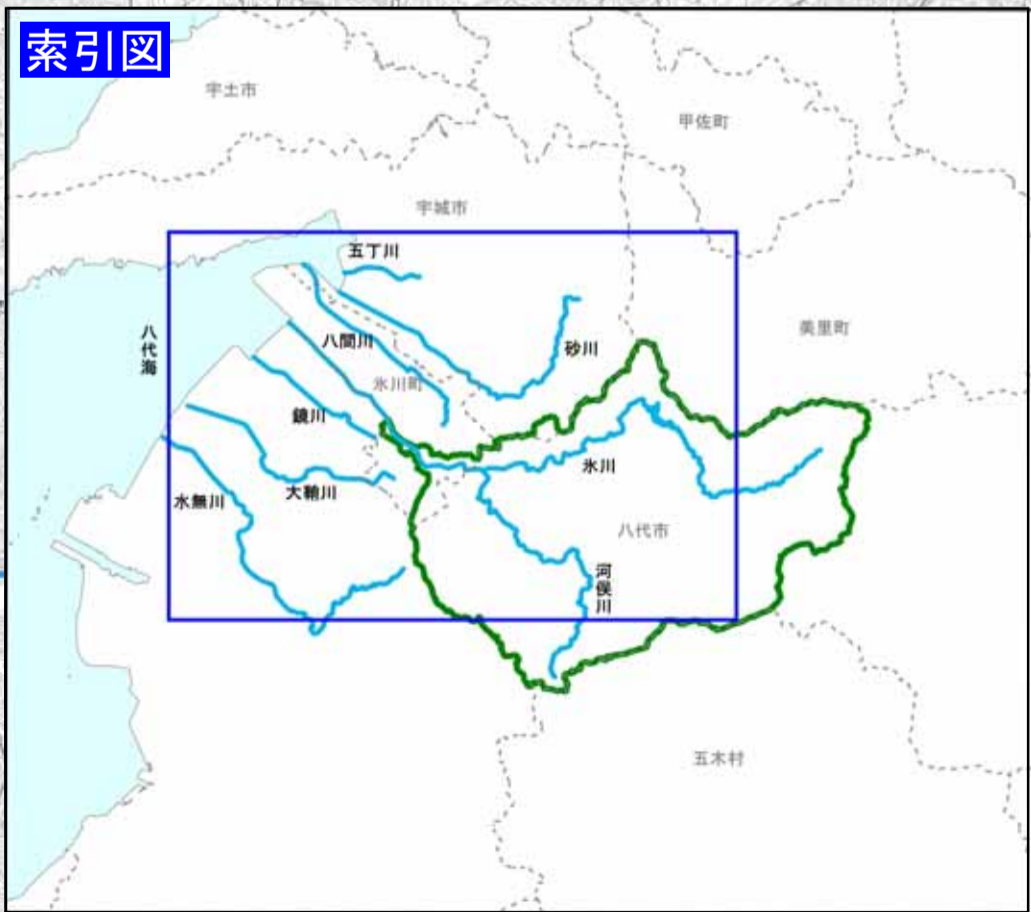 索引図
宇土市
甲佐町
宇城市
五丁川
美里町
八代海
八間川
砂川
氷川町
鏡川
氷川
大鞘川
水無川
八代市
河俣川
五木村